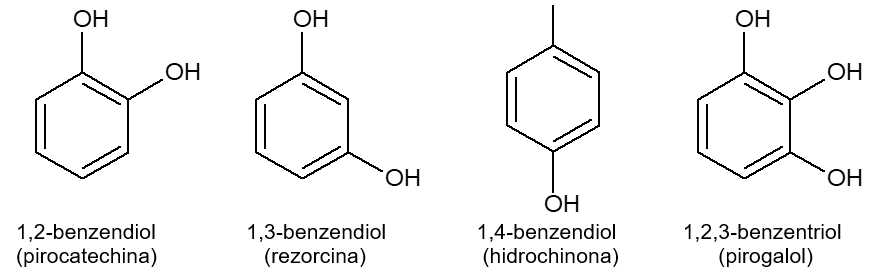 OH
OH
OH
OH
OH
OH
OH
OH
1,2-benzendiol
(pirocatechina)
1,3-benzendiol
(rezorcina)
1,4-benzendiol
(hidrochinona)
1,2,3-benzentriol
(pirogalol)